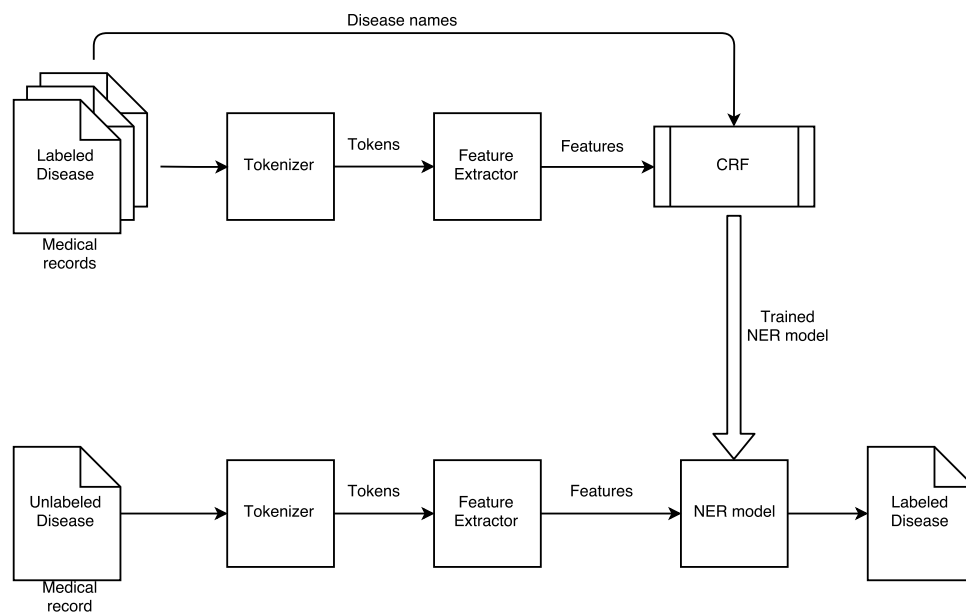 Disease names
Labeled
Disease
Medical
records
Tokenizer
Tokens
Feature
Extractor
Features
CRF
Trained
NER model
Unlabeled
Disease
Medical
record
Tokenizer
Tokens
Feature
Extractor
Features
NER model
Labeled
Disease